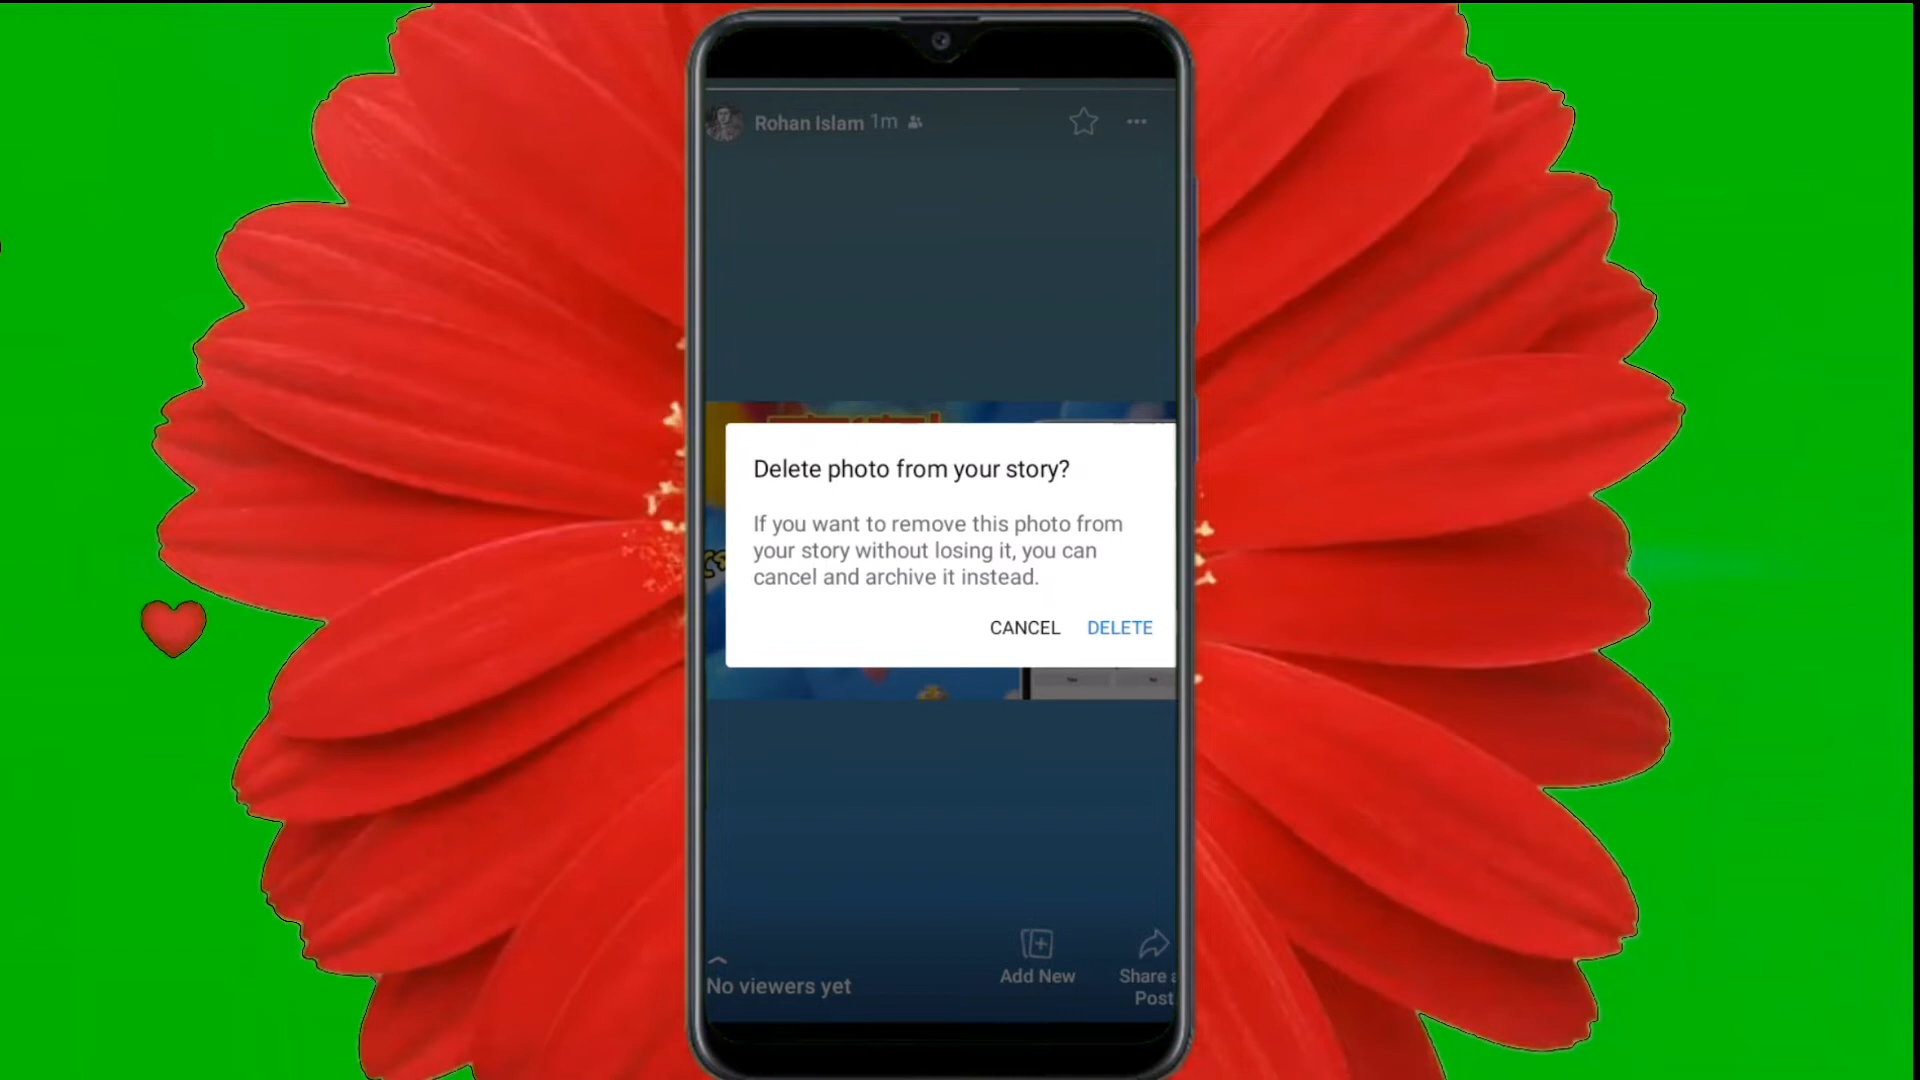 Rohan Islam 1m
Delete photo from your story?
If you want to remove this photo from
your story without losing it, you can
cancel and archive it instead.
CANCEL DELETE
No viewers yet
Add New
Share a
Post